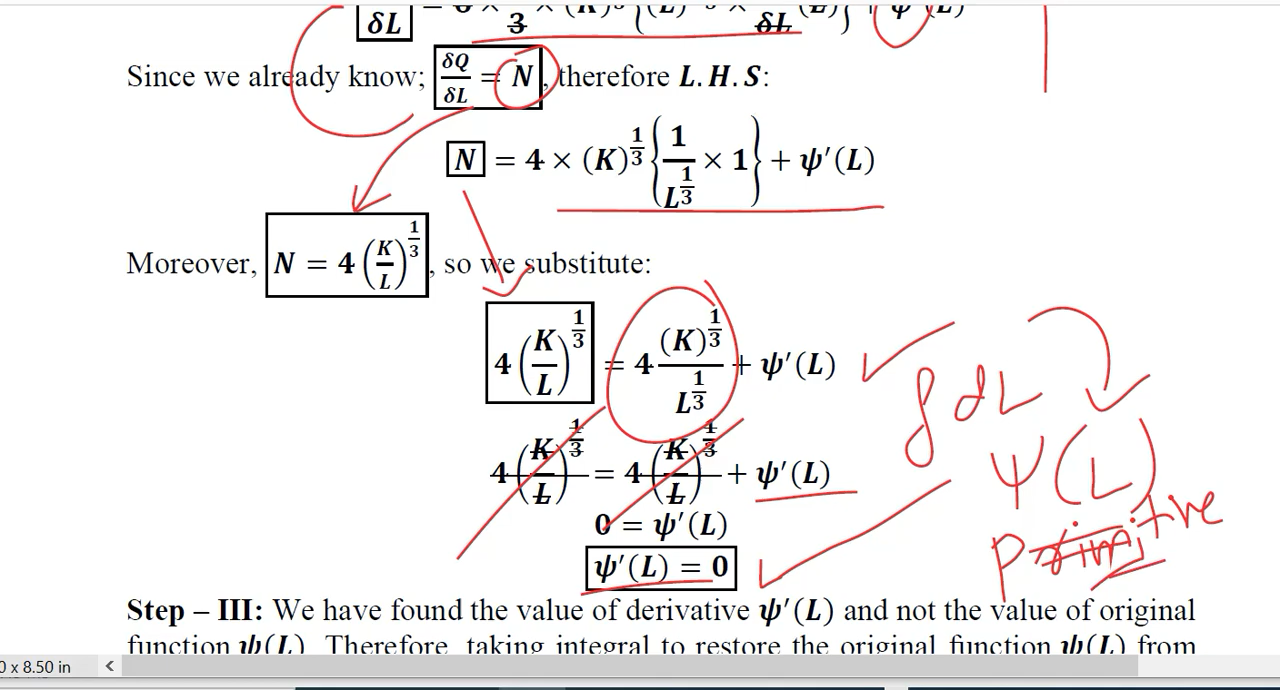 δL
Since we already know; δQ/δL = N, therefore L.H.S:
N = 4 × (K)^(1/3) {1/L^(1/3) × 1} + ψ′(L)
Moreover, N = 4(K/L)^(1/3), so we substitute:
4(K/L)^(1/3) = 4 (K)^(1/3)/L^(1/3) + ψ′(L)
4(K/L)^(1/3) = 4(K/L)^(1/3) + ψ′(L)
0 = ψ′(L)
ψ′(L) = 0
∫ dL
ψ(L)
Primitive
Step – III: We have found the value of derivative ψ′(L) and not the value of original
function ψ(L). Therefore, taking integral to restore the original function ψ(L) from
0 x 8.50 in